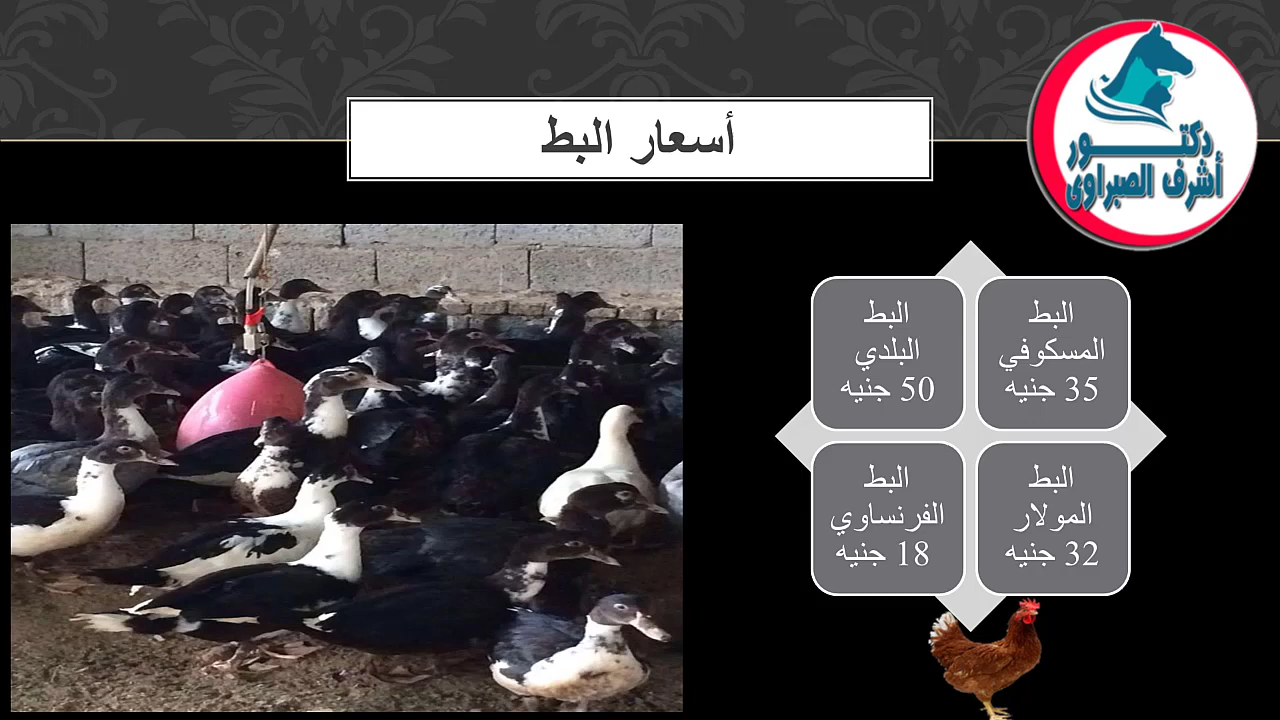 أسعار البط
دكتور
أشرف الصبراوى
البط
المسكوفي
35 جنيه
البط
البلدي
50 جنيه
البط
المولار
32 جنيه
البط
الفرنساوي
18 جنيه